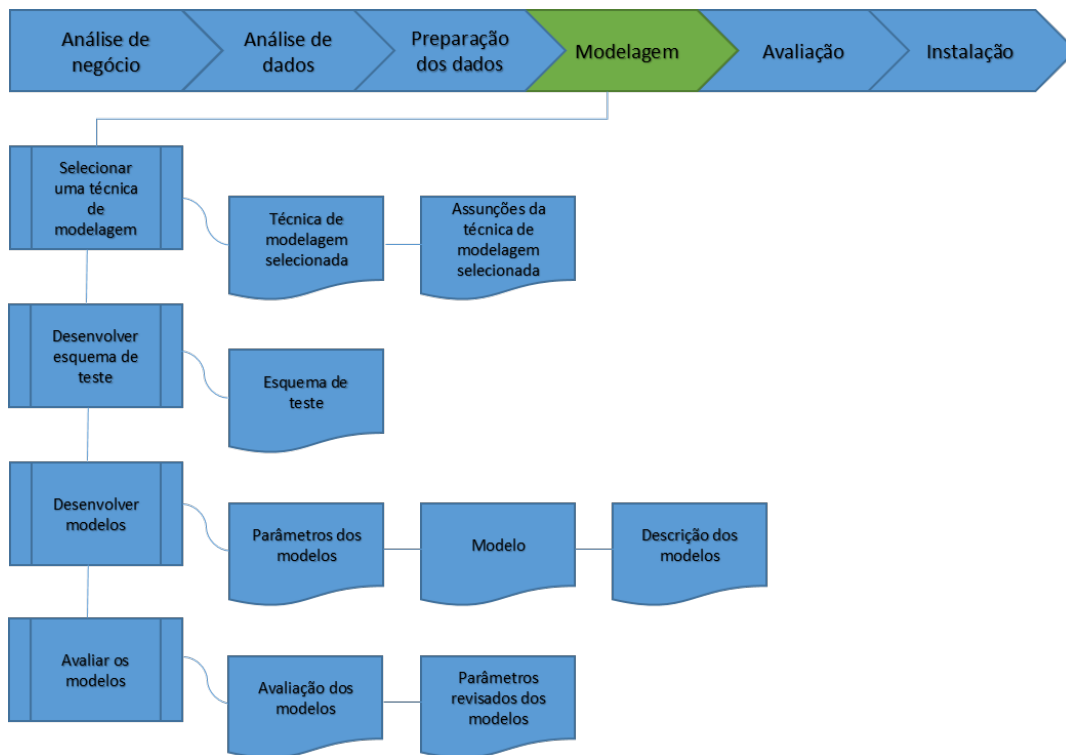 Análise de
negócio
Análise de
dados
Preparação
dos dados
Modelagem
Avaliação
Instalação
Selecionar
uma técnica
de
modelagem
Técnica de
modelagem
selecionada
Assunções da
técnica de
modelagem
selecionada
Desenvolver
esquema de
teste
Esquema de
teste
Desenvolver
modelos
Parâmetros dos
modelos
Modelo
Descrição dos
modelos
Avaliar os
modelos
Avaliação dos
modelos
Parâmetros
revisados dos
modelos